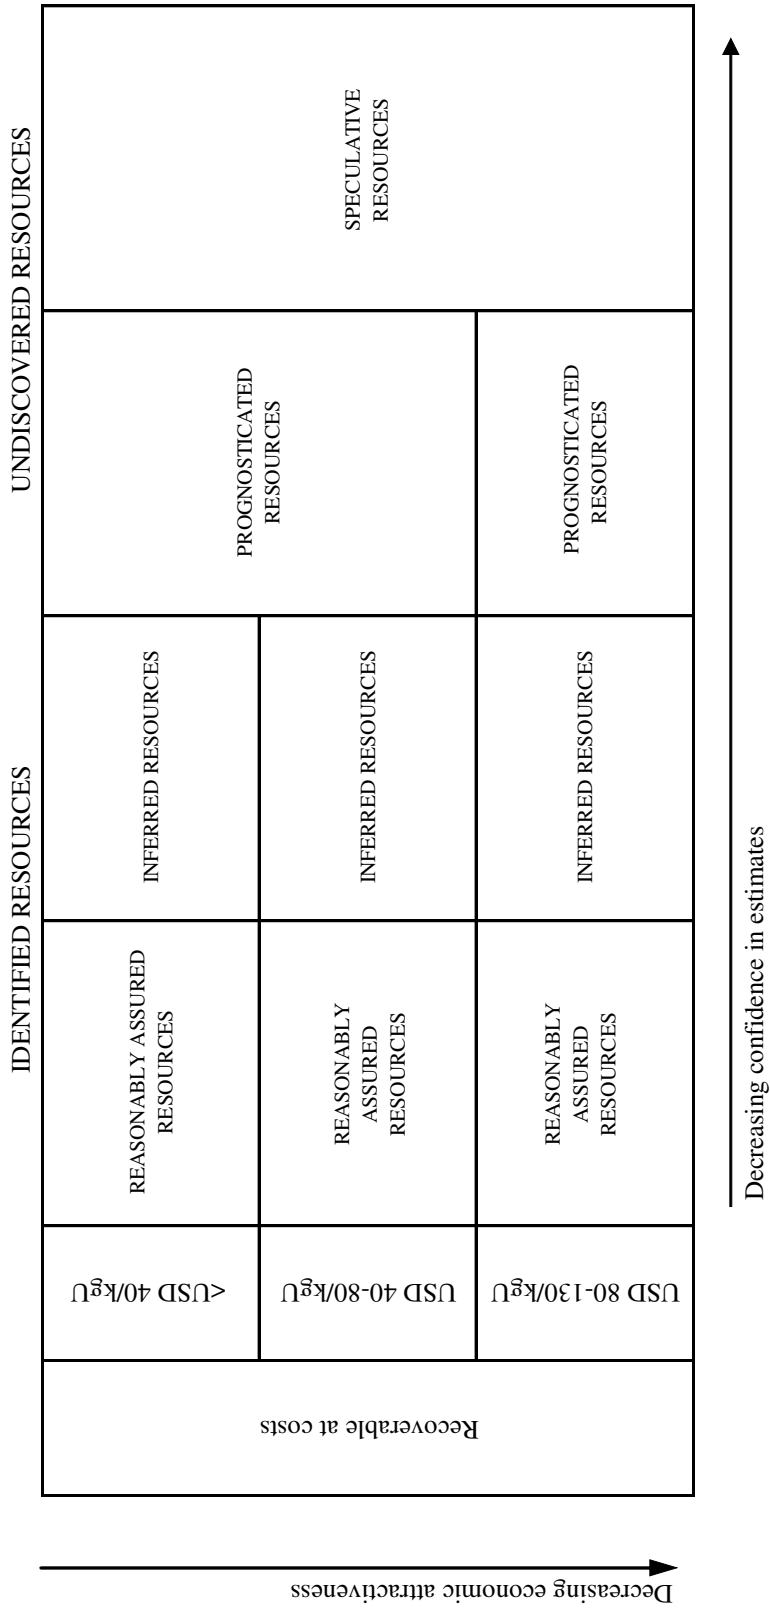 IDENTIFIED RESOURCES
UNDISCOVERED RESOURCES
Decreasing economic attractiveness
Recoverable at costs
<USD 40/kgU
REASONABLY ASSURED
RESOURCES
INFERRED RESOURCES
PROGNOSTICATED
RESOURCES
SPECULATIVE
RESOURCES
USD 40-80/kgU
REASONABLY
ASSURED
RESOURCES
INFERRED RESOURCES
USD 80-130/kgU
REASONABLY
ASSURED
RESOURCES
INFERRED RESOURCES
PROGNOSTICATED
RESOURCES
Decreasing confidence in estimates